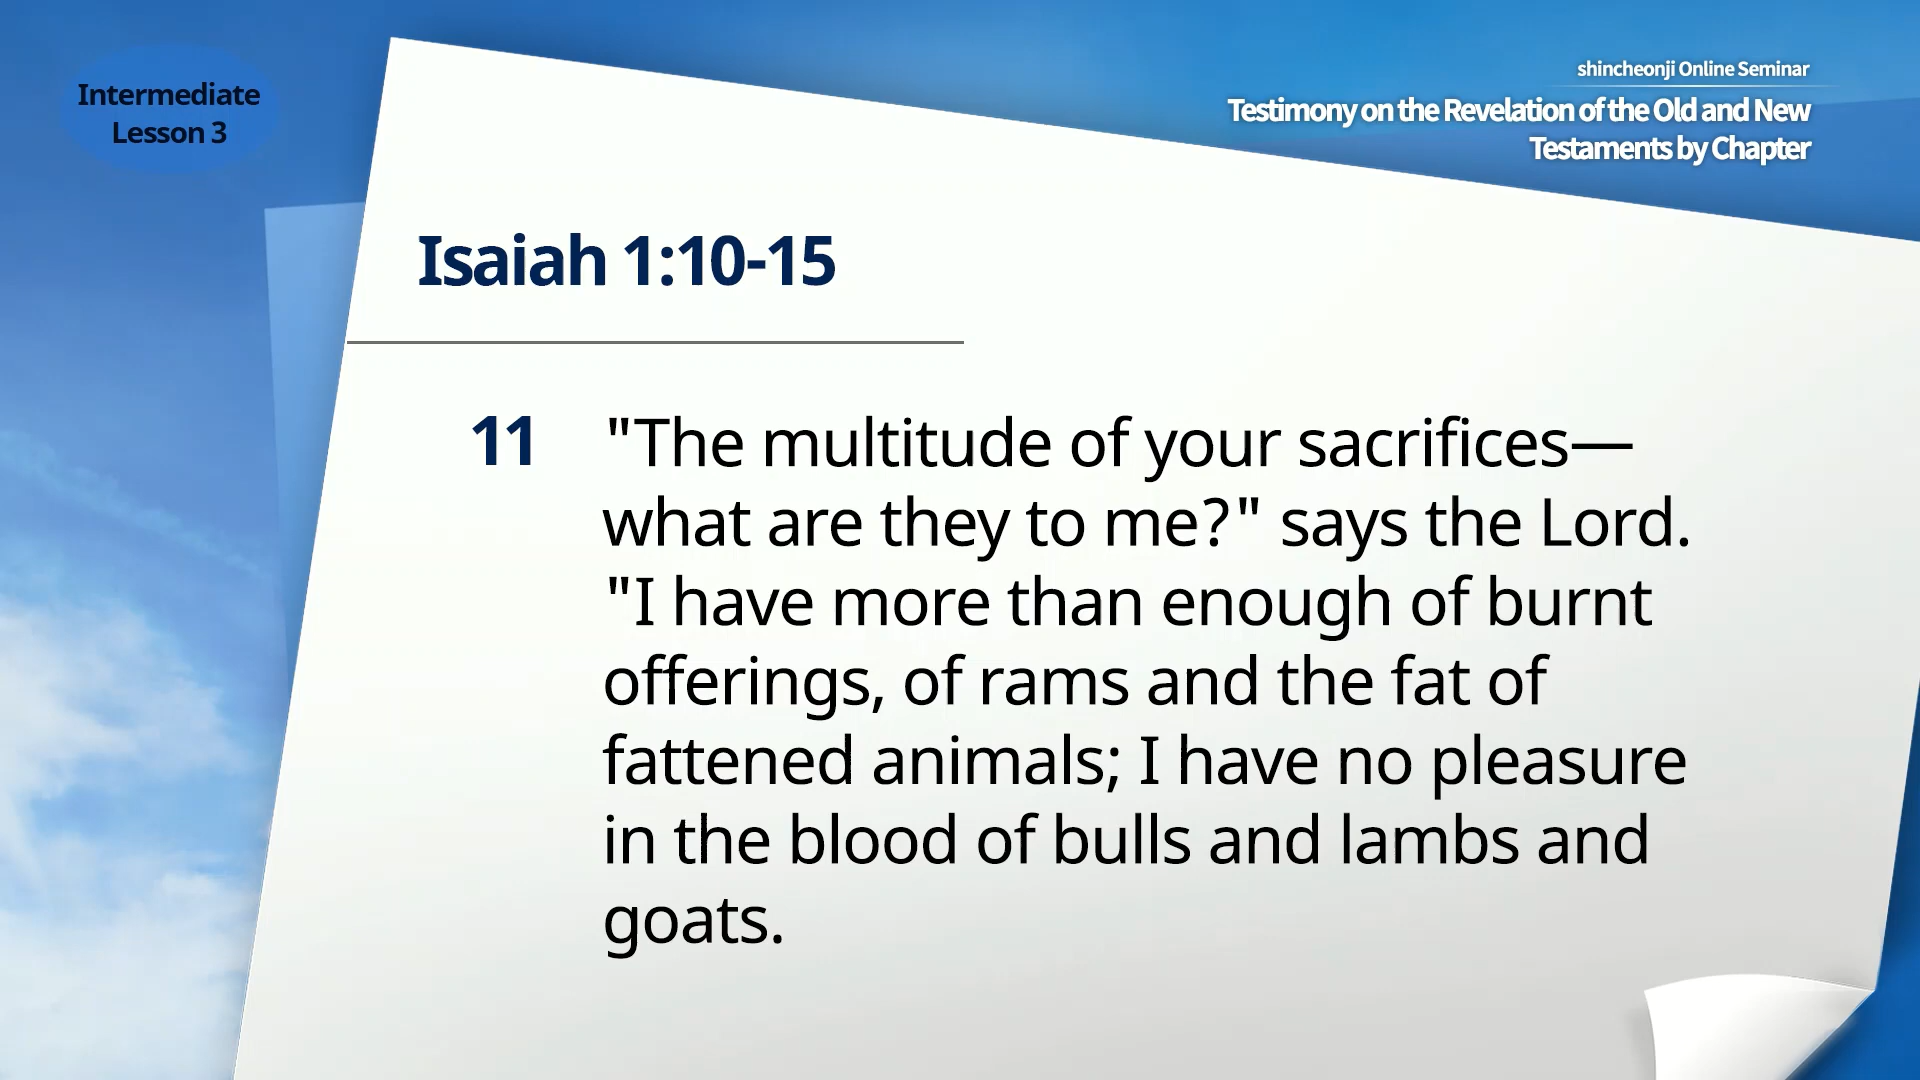 Intermediate
Lesson 3
shincheonji Online Seminar
Testimony on the Revelation of the Old and New
Testaments by Chapter
Isaiah 1:10-15
11 "The multitude of your sacrifices—
what are they to me?" says the Lord.
"I have more than enough of burnt
offerings, of rams and the fat of
fattened animals; I have no pleasure
in the blood of bulls and lambs and
goats.